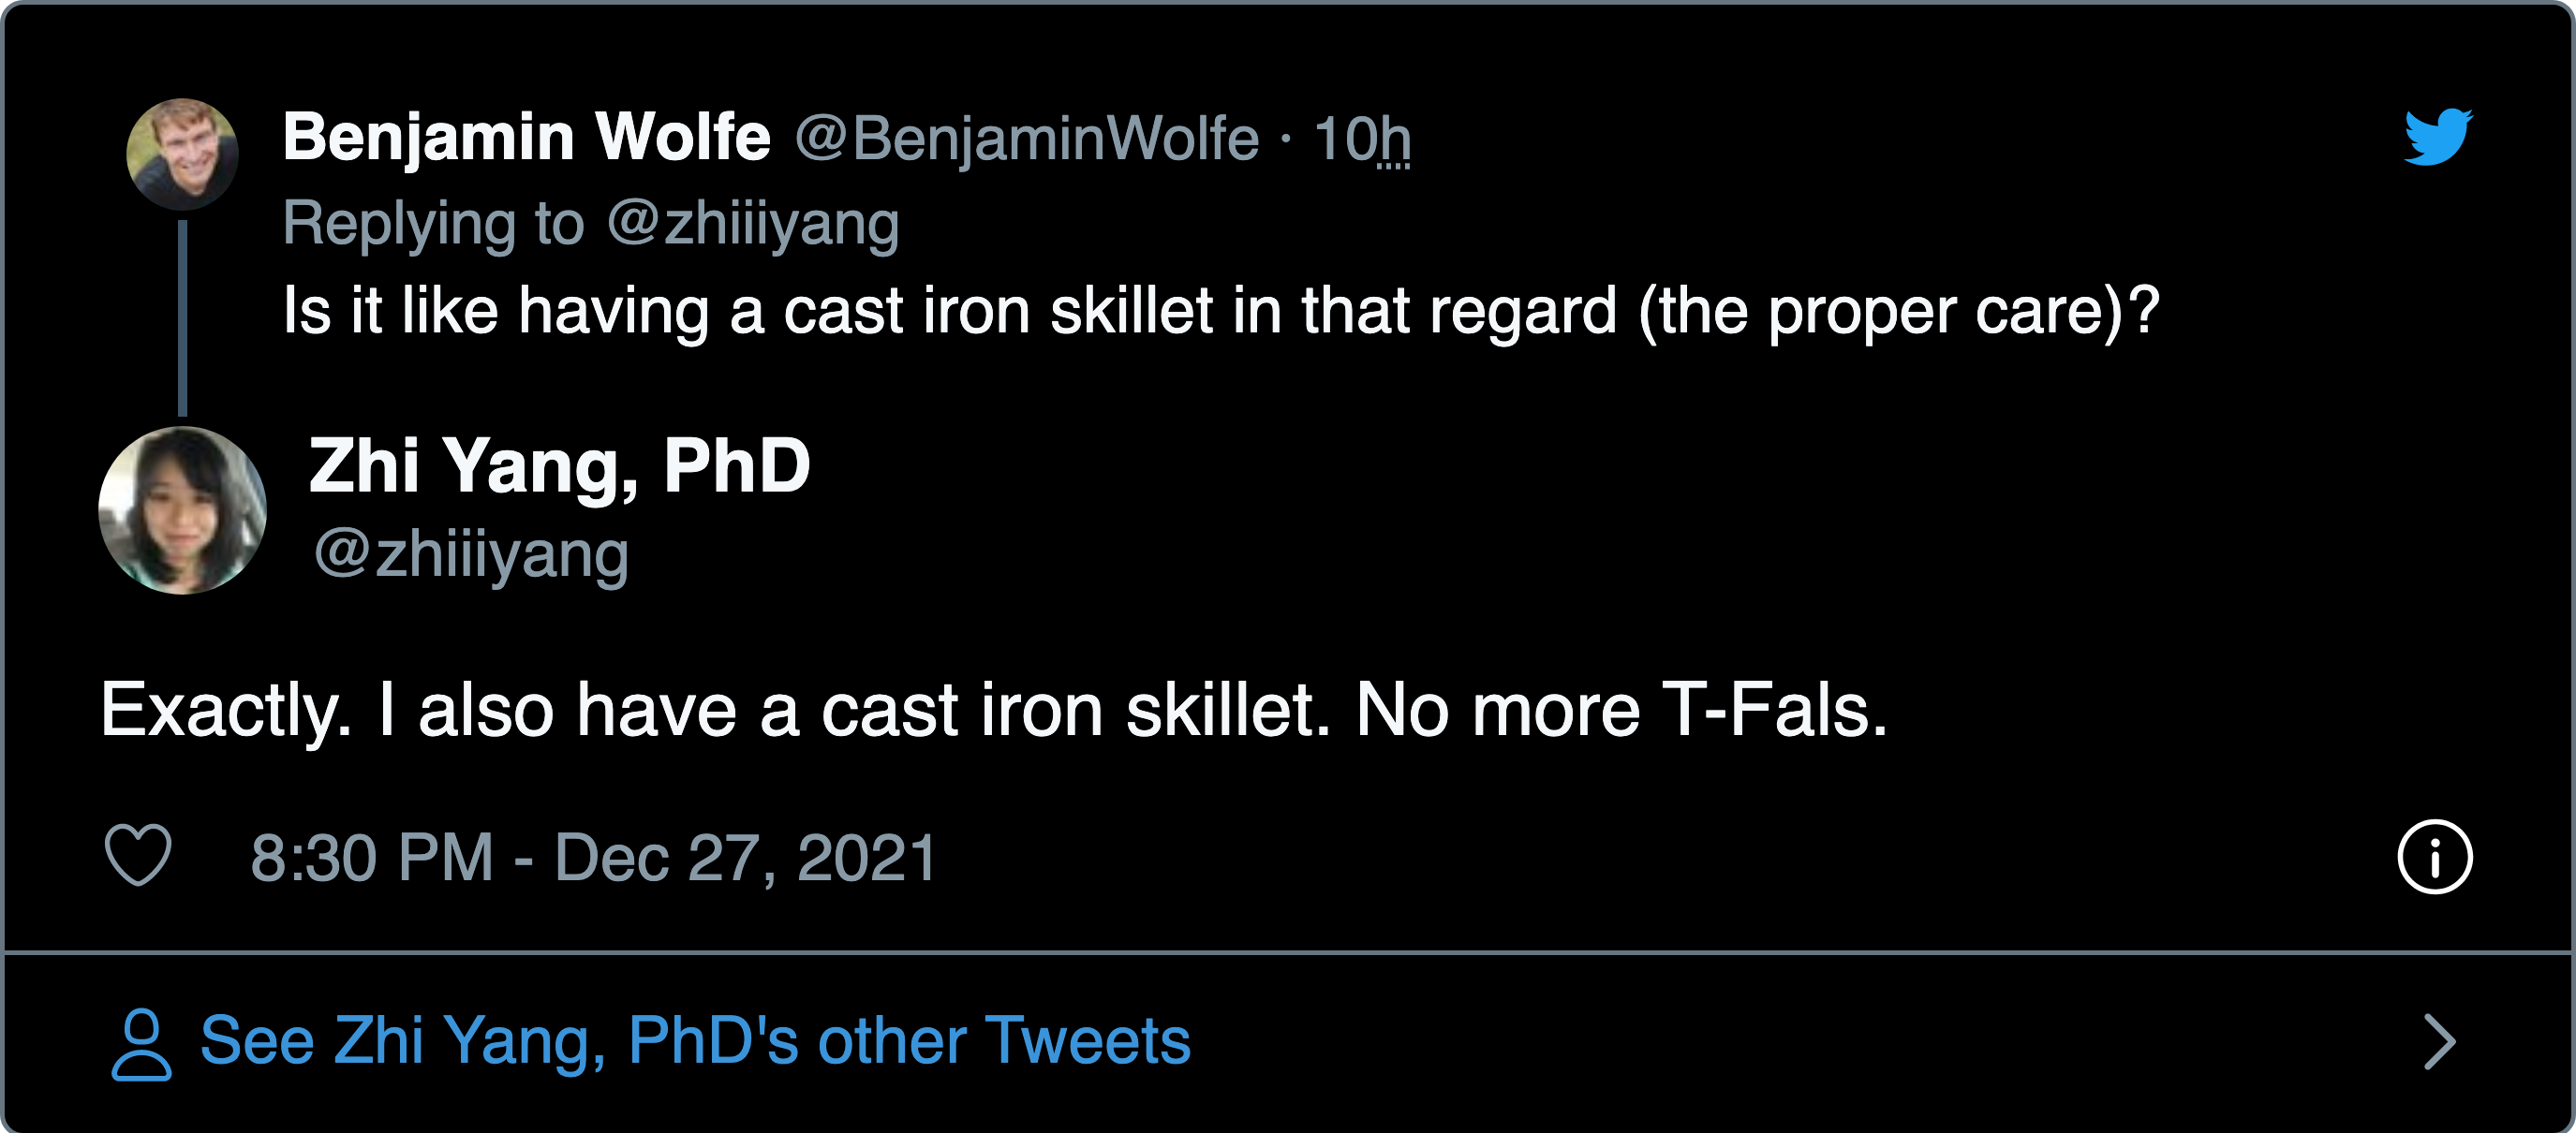 Benjamin Wolfe @BenjaminWolfe · 10h
Replying to @zhiiiyang
Is it like having a cast iron skillet in that regard (the proper care)?
Zhi Yang, PhD
@zhiiiyang
Exactly. I also have a cast iron skillet. No more T-Fals.
8:30 PM - Dec 27, 2021
See Zhi Yang, PhD's other Tweets